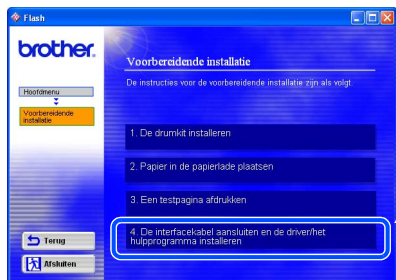 Flash
brother.
Hoofdmenu
Voorbereidende
installatie
Voorbereidende installatie
De instructies voor de voorbereidende installatie zijn als volgt.
1. De drumkit installeren
2. Papier in de papierlade plaatsen
3. Een testpagina afdrukken
4. De interfacekabel aansluiten en de driver/het
hulpprogramma installeren
Terug
Afsluiten